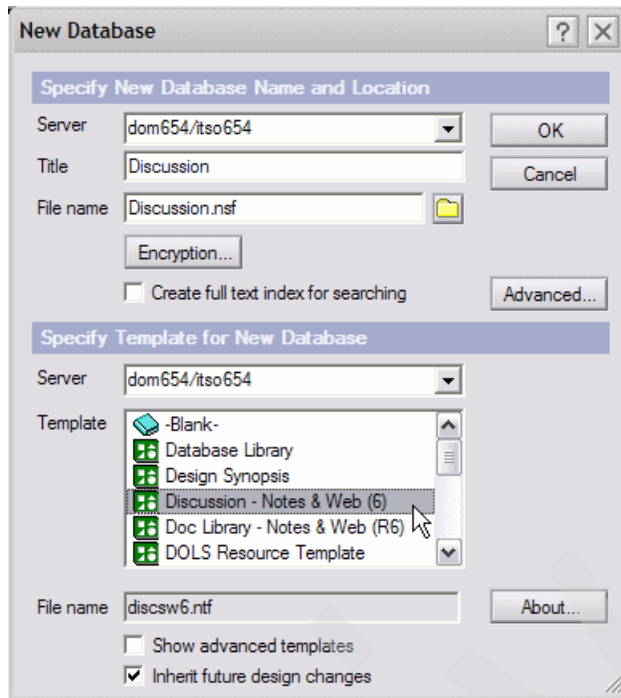 New Database
Specify New Database Name and Location
Server dom654/itso654 OK
Title Discussion Cancel
File name Discussion.nsf
Encryption...
Create full text index for searching Advanced...
Specify Template for New Database
Server dom654/itso654
Template -Blank-
Database Library
Design Synopsis
Discussion - Notes & Web (6)
Doc Library - Notes & Web (R6)
DOLS Resource Template
File name discsw6.ntf About...
Show advanced templates
Inherit future design changes